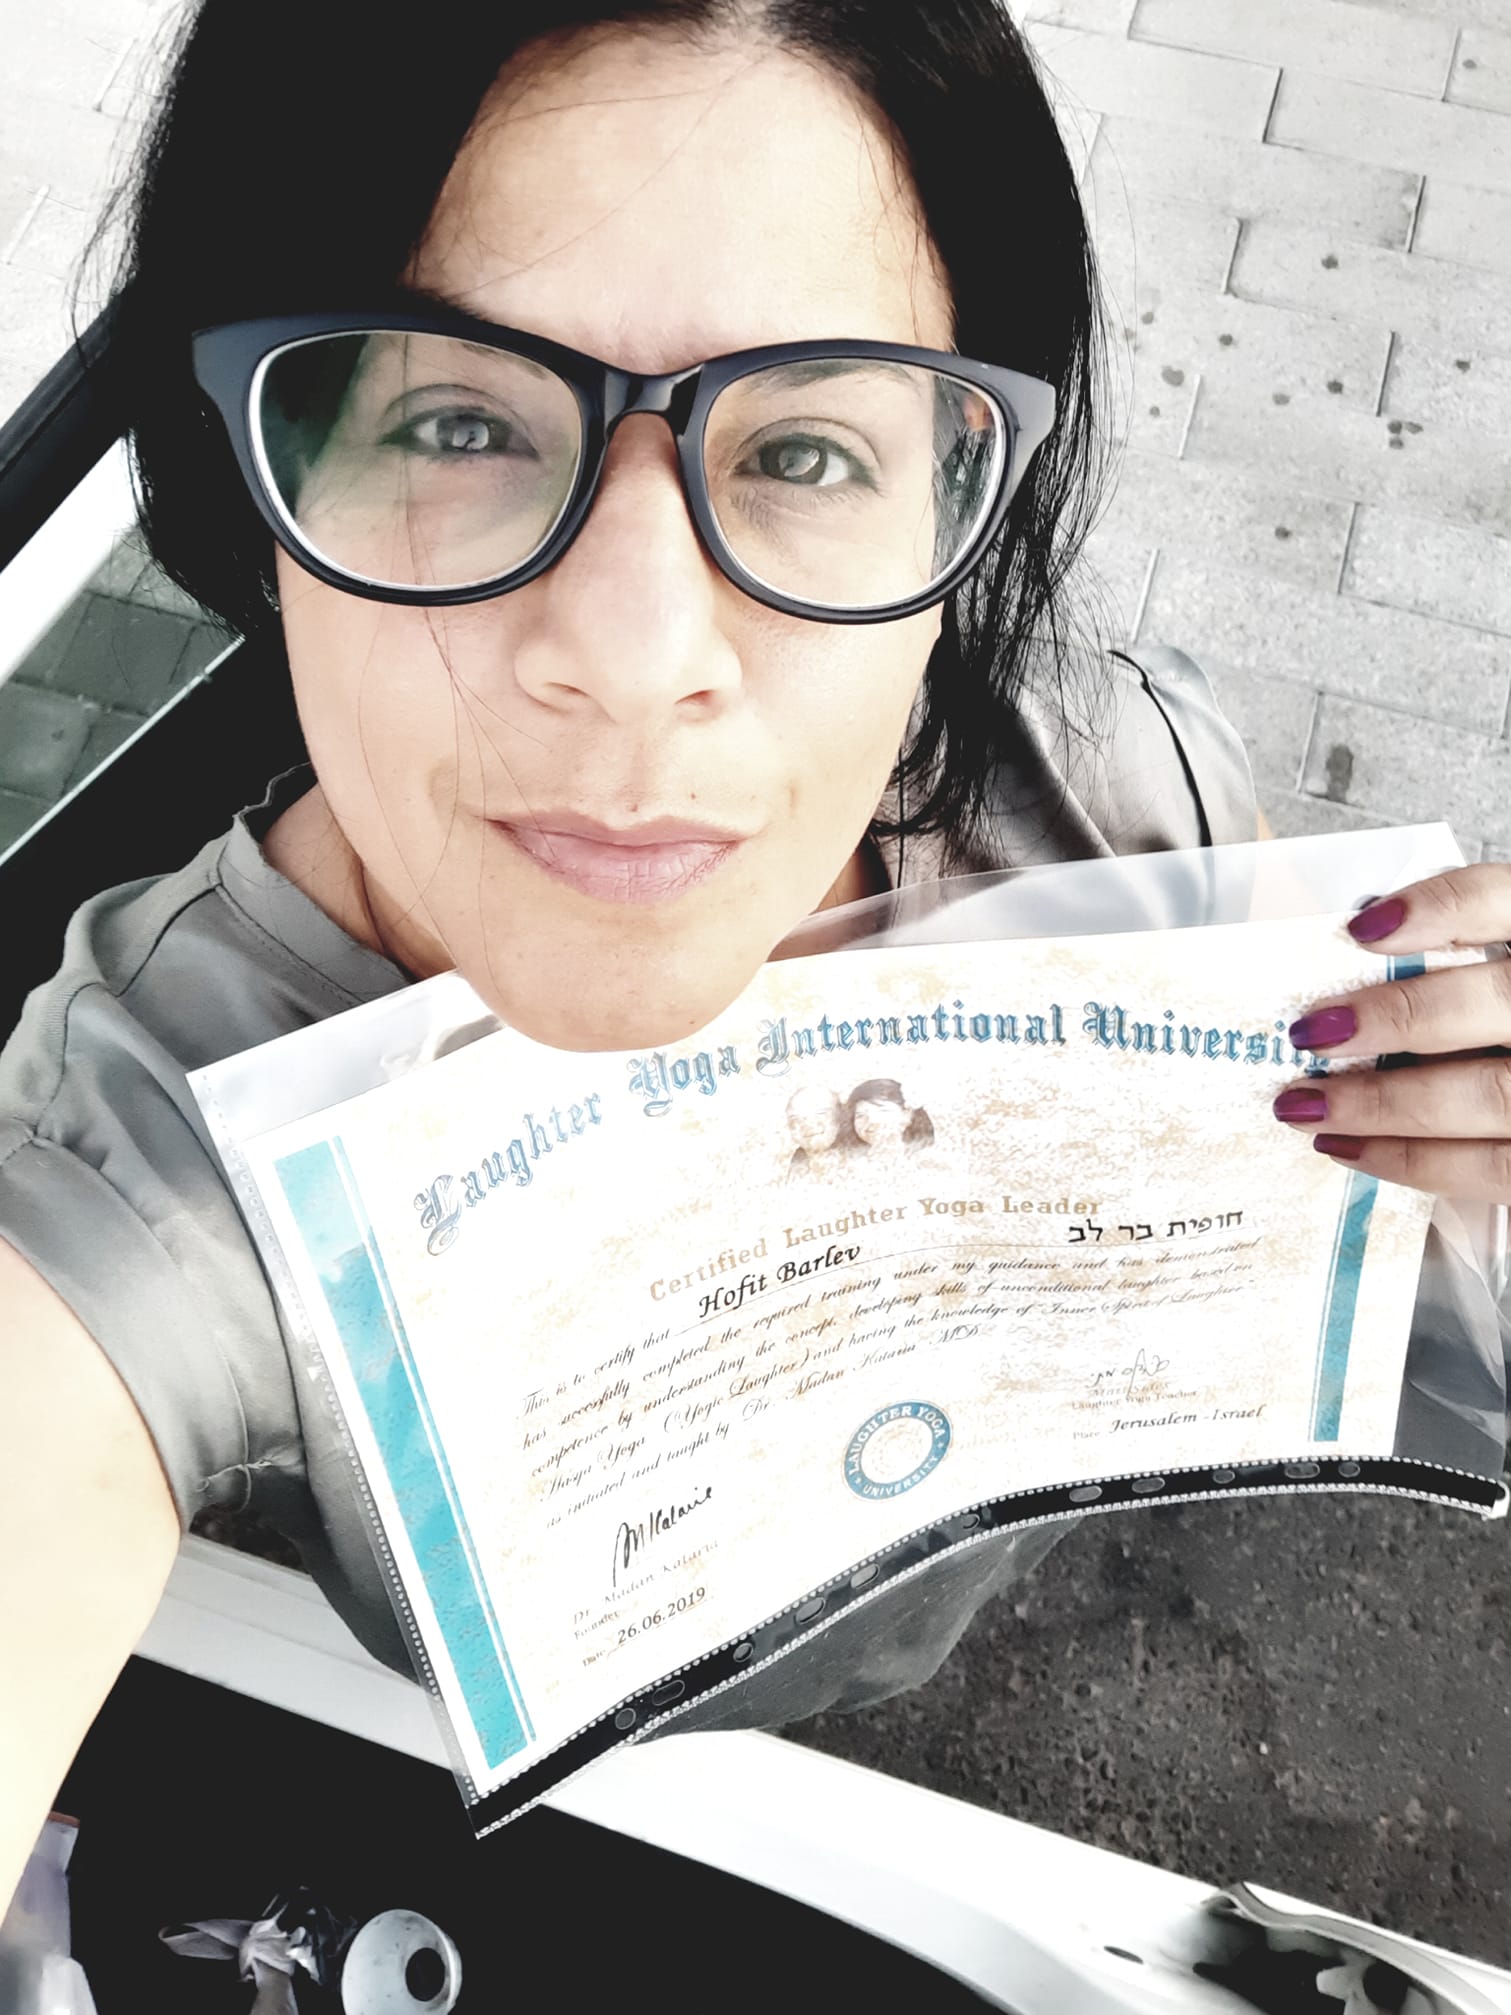 Laughter Yoga International University
Certified Laughter Yoga Leader
This is to certify that Hofit Barlev חופית בר לב
has successfully completed the required training under my guidance and has demonstrated
competence by understanding the concept, developing skills of unconditional laughter based on
Hasya Yoga (Yogic Laughter) and having the knowledge of "Inner Spirit of Laughter"
as initiated and taught by Dr. Madan Kataria MD
MKataria
Dr. Madan Kataria
Founder
Date 26.06.2019
LAUGHTER YOGA
UNIVERSITY
Laughter Yoga Teacher
Place Jerusalem - Israel